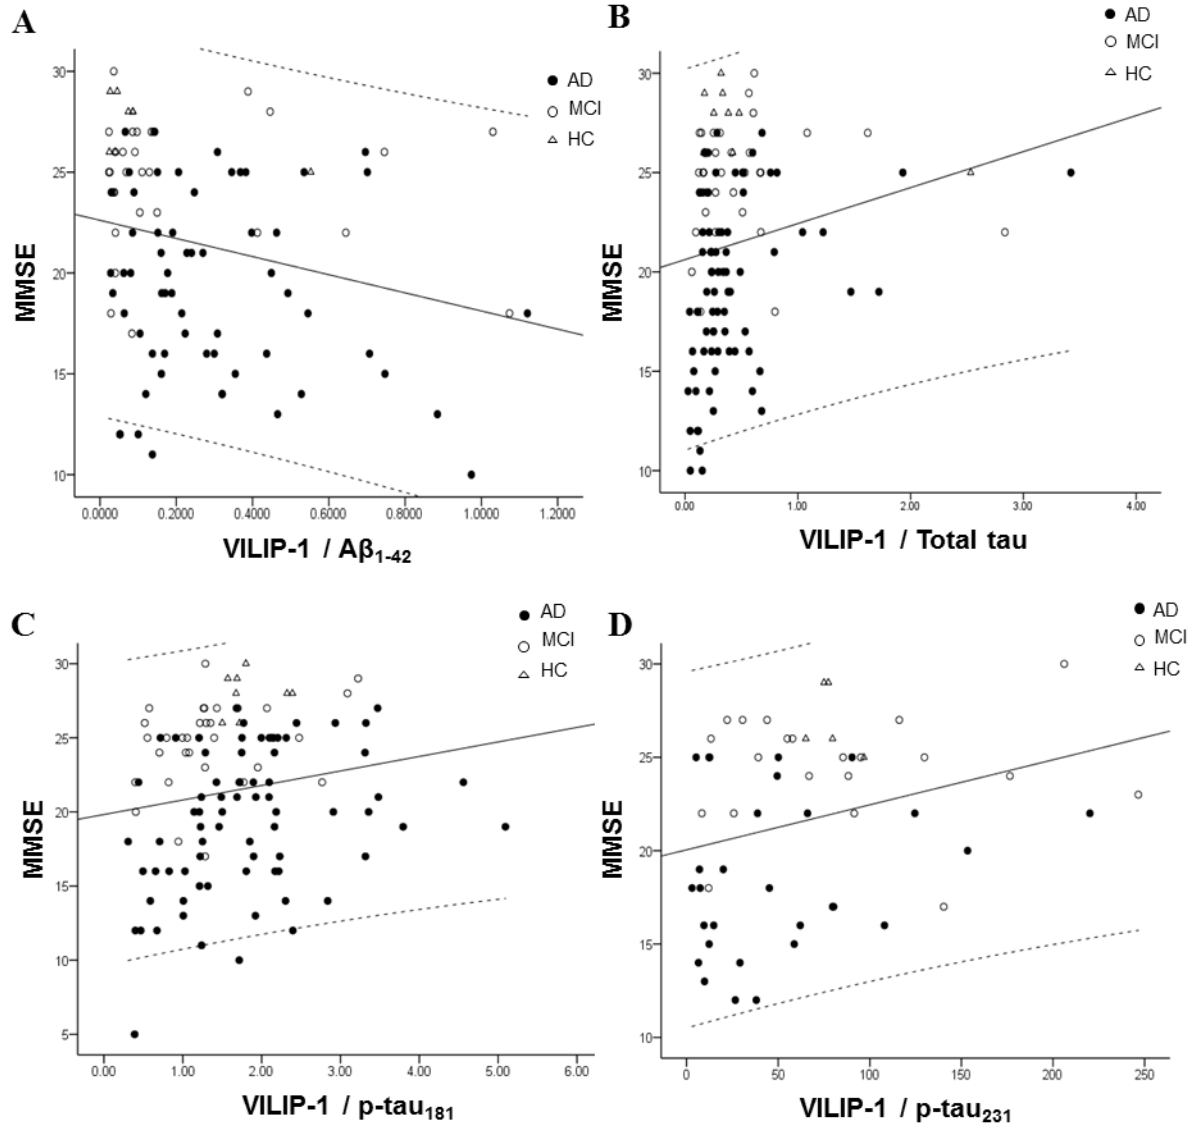 A
AD
MCI
HC
MMSE
30
25
20
15
10
0.0000 0.2000 0.4000 0.6000 0.8000 1.0000 1.2000
VILIP-1 / Aβ1-42
B
AD
MCI
HC
MMSE
30
25
20
15
10
0.00 1.00 2.00 3.00 4.00
VILIP-1 / Total tau
C
AD
MCI
HC
MMSE
30
25
20
15
10
5
0.00 1.00 2.00 3.00 4.00 5.00 6.00
VILIP-1 / p-tau181
D
AD
MCI
HC
MMSE
30
25
20
15
10
0 50 100 150 200 250
VILIP-1 / p-tau231